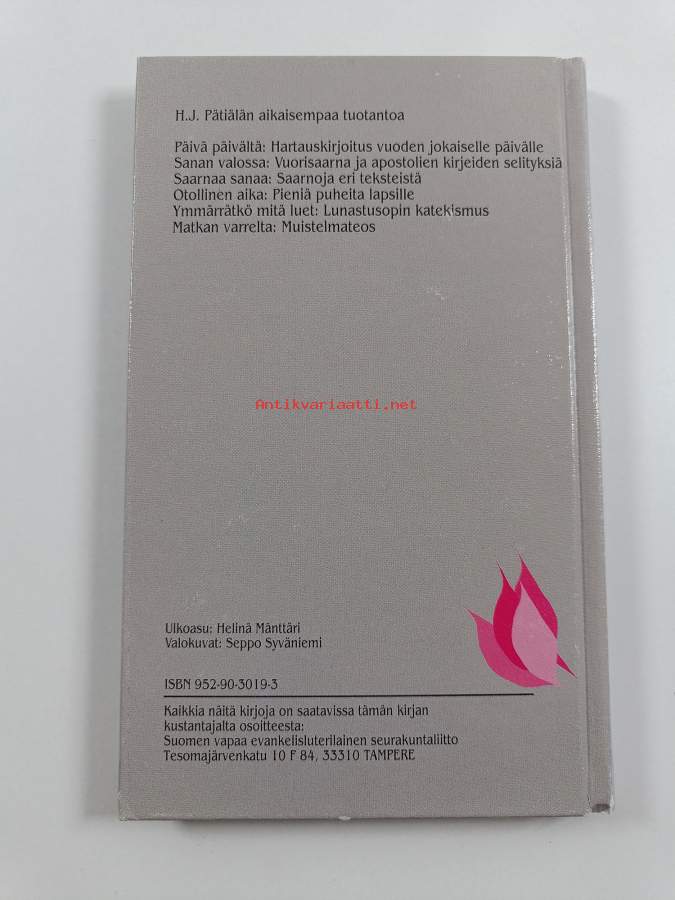 H.J. Pätiälän aikaisempaa tuotantoa
Päivä päivältä: Hartauskirjoitus vuoden jokaiselle päivälle
Sanan valossa: Vuorisaarna ja apostolien kirjeiden selityksiä
Saarnaa sanaa: Saarnoja eri teksteistä
Otollinen aika: Pieniä puheita lapsille
Ymmärrätkö mitä luet: Lunastusopin katekismus
Matkan varrelta: Muistelmateos
Antikvariaatti.net
Ulkoasu: Helinä Mänttäri
Valokuvat: Seppo Syväniemi
ISBN 952-90-3019-3
Kaikkia näitä kirjoja on saatavissa tämän kirjan
kustantajalta osoitteesta:
Suomen vapaa evankelisluterilainen seurakuntaliitto
Tesomajärvenkatu 10 F 84, 33310 TAMPERE